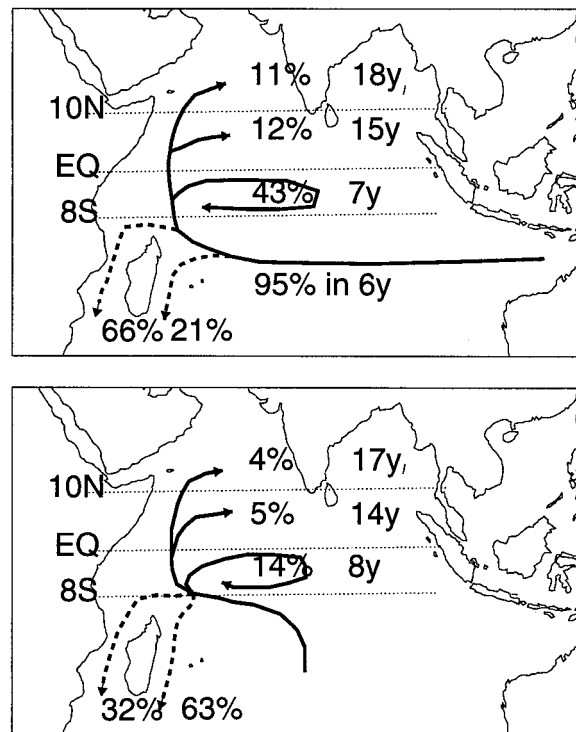 11% 18y
10N
12% 15y
EQ
43% 7y
8S
95% in 6y
66% 21%
4% 17y
10N
5% 14y
EQ
14% 8y
8S
32% 63%